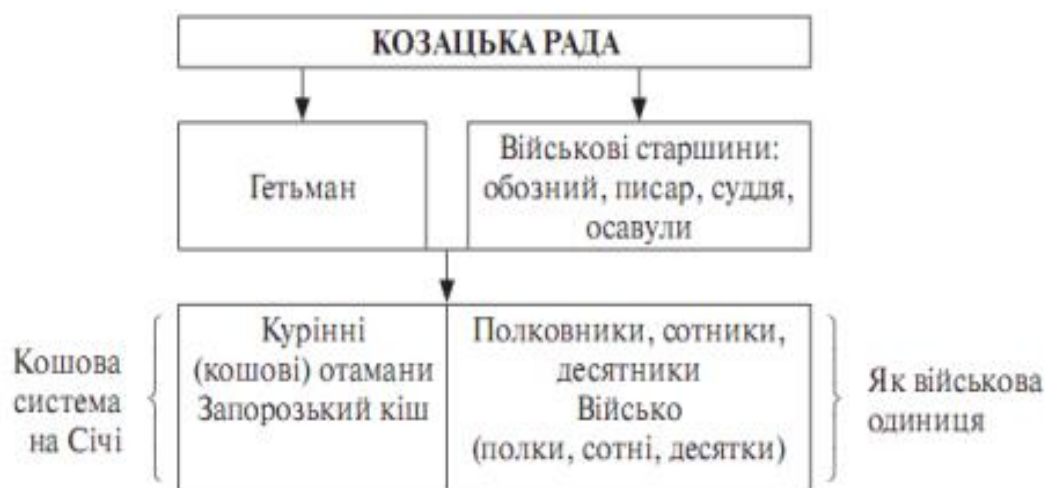 КОЗАЦЬКА РАДА
Гетьман
Військові старшини:
обозний, писар, суддя,
осавули
Кошова
система
на Січі
Курінні
(кошові) отамани
Запорозький кіш
Полковники, сотники,
десятники
Військо
(полки, сотні, десятки)
Як військова
одиниця